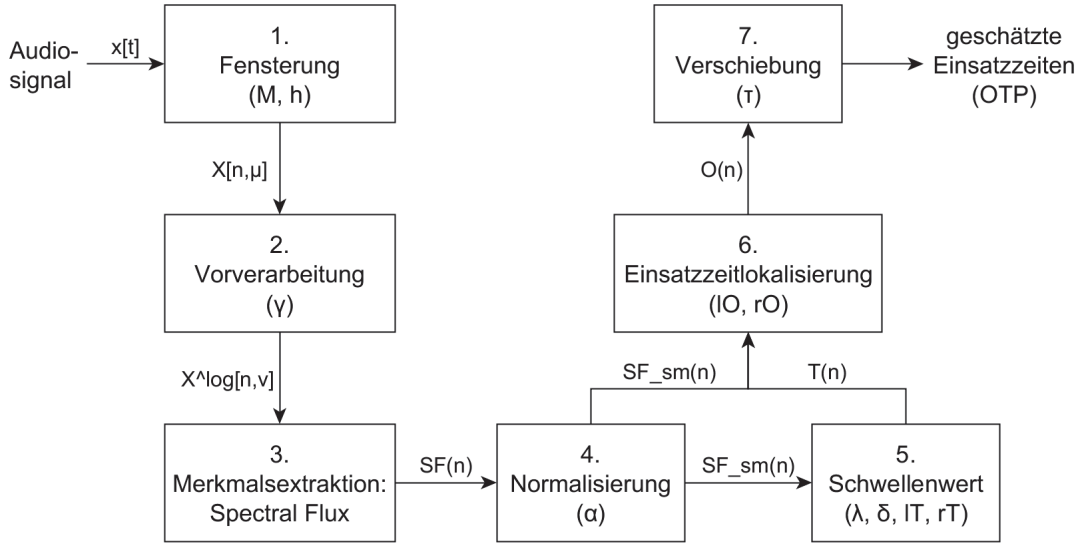 Audio-
signal
x[t]
1.
Fensterung
(M, h)
X[n,μ]
2.
Vorverarbeitung
(γ)
X^log[n,ν]
3.
Merkmalsextraktion:
Spectral Flux
SF(n)
4.
Normalisierung
(α)
SF_sm(n)
5.
Schwellenwert
(λ, δ, lT, rT)
SF_sm(n)
T(n)
6.
Einsatzzeitlokalisierung
(lO, rO)
O(n)
7.
Verschiebung
(τ)
geschätzte
Einsatzzeiten
(OTP)